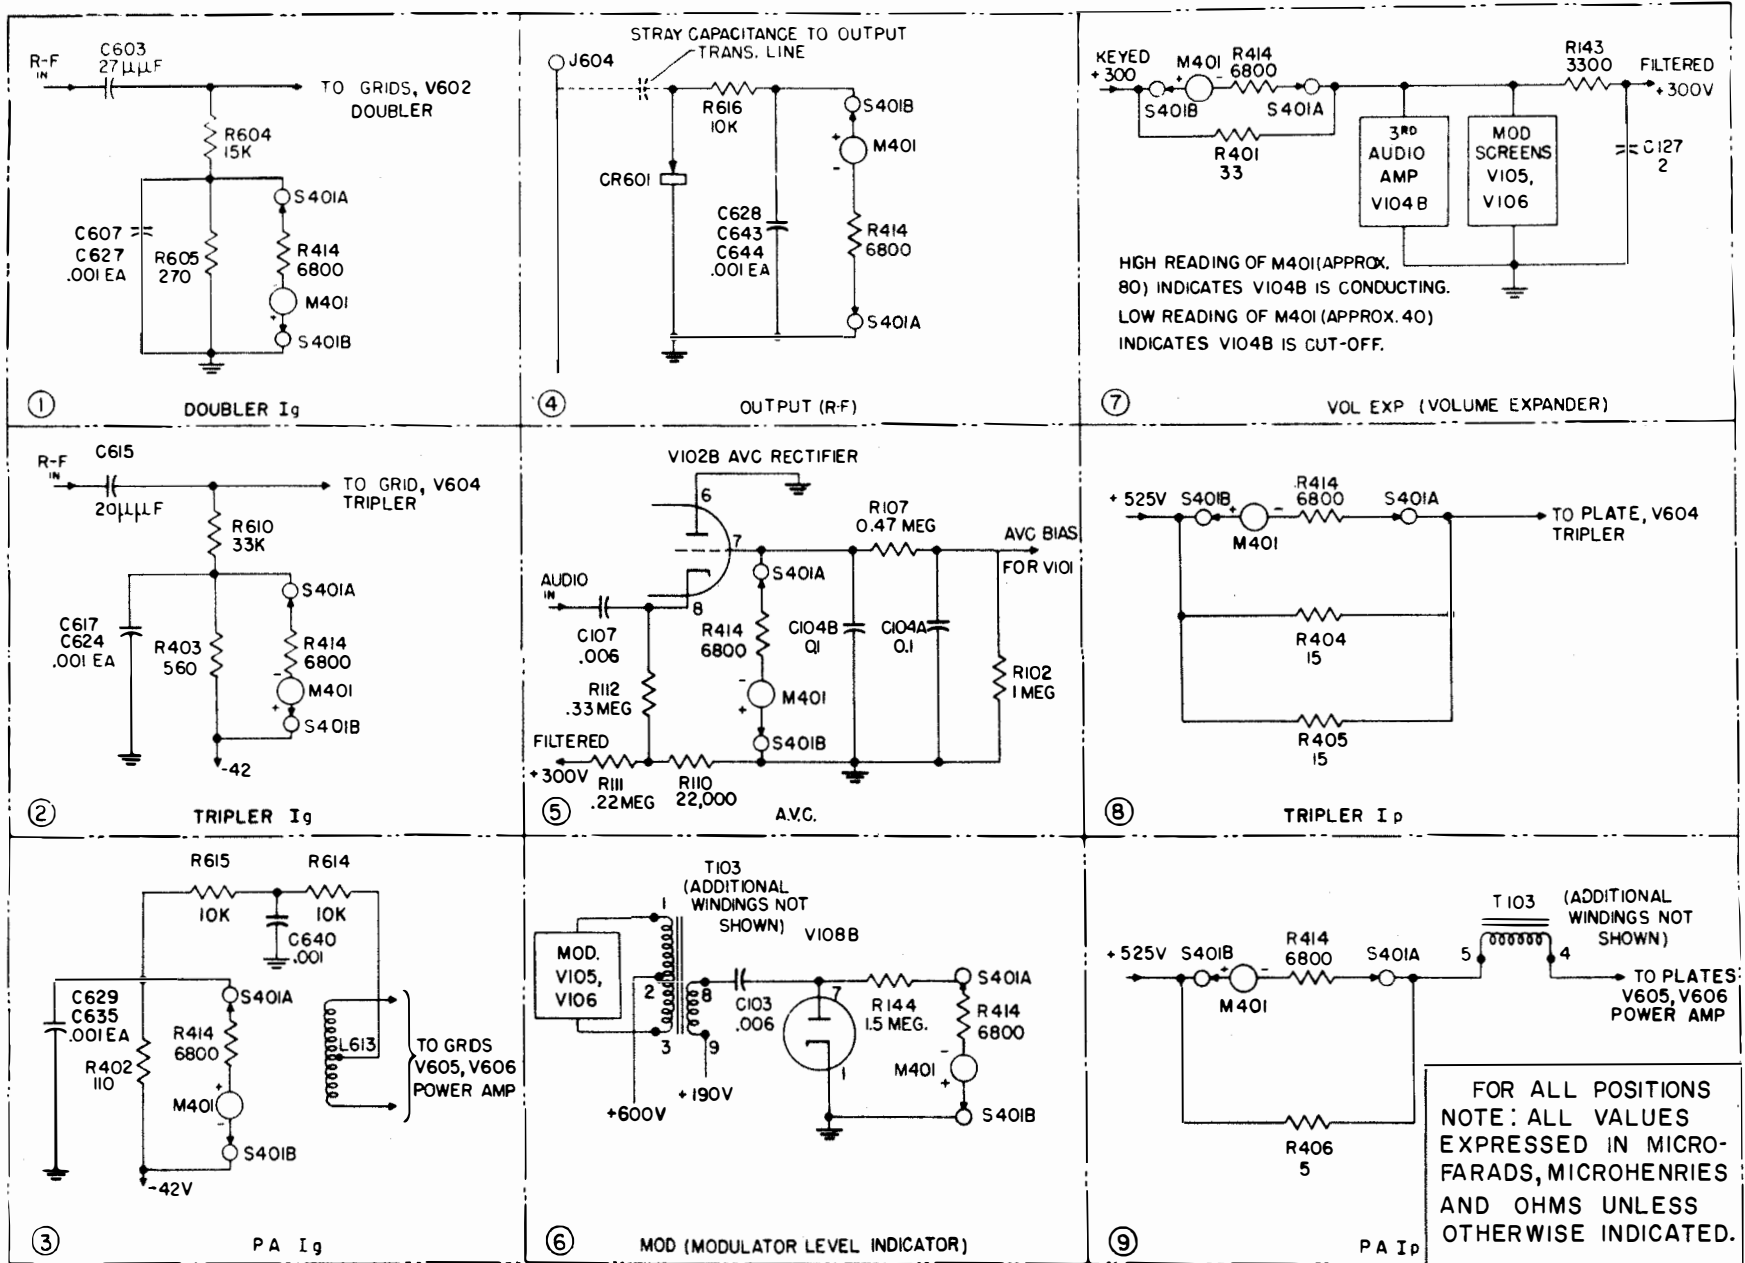 R-F
IN
C603
27μμF
TO GRIDS, V602
DOUBLER
R604
15K
S401A
C607
C627
.001 EA
R605
270
R414
6800
M401
+
S401B
1
DOUBLER Ig
STRAY CAPACITANCE TO OUTPUT
TRANS. LINE
J604
R616
10K
S401B
+
M401
-
CR601
C628
C643
C644
.001 EA
R414
6800
S401A
4
OUTPUT (R-F)
KEYED
+300
M401
+ -
R414
6800
S401B
S401A
R401
33
R143
3300
FILTERED
+300V
3RD
AUDIO
AMP
V104B
MOD
SCREENS
V105,
V106
C127
2
HIGH READING OF M401 (APPROX.
80) INDICATES V104B IS CONDUCTING.
LOW READING OF M401 (APPROX. 40)
INDICATES V104B IS CUT-OFF.
7
VOL EXP (VOLUME EXPANDER)
R-F
IN
C615
20μμF
TO GRID, V604
TRIPLER
R610
33K
S401A
C617
C624
.001 EA
R403
560
R414
6800
-
M401
+
S401B
-42
2
TRIPLER Ig
V102B AVC RECTIFIER
6
7
8
R107
0.47 MEG
AVC BIAS
FOR V101
AUDIO
IN
S401A
C107
.006
R414
6800
C104B
0.1
C104A
0.1
R112
.33 MEG
-
M401
+
R102
1 MEG
FILTERED
+300V
S401B
R111
.22 MEG
R110
22,000
5
A.V.C.
+525V
S401B
+ -
M401
R414
6800
S401A
TO PLATE, V604
TRIPLER
R404
15
R405
15
8
TRIPLER Ip
R615
10K
R614
10K
C640
.001
C629
C635
.001 EA
S401A
R414
6800
R402
110
+
M401
-
S401B
-42V
L613
TO GRIDS
V605, V606
POWER AMP
3
PA Ig
T103
(ADDITIONAL
WINDINGS NOT
SHOWN)
1
2
3
MOD.
V105,
V106
8
9
+600V
+190V
C103
.006
V108B
7
1
R144
1.5 MEG.
S401A
R414
6800
-
M401
+
S401B
6
MOD (MODULATOR LEVEL INDICATOR)
+525V
S401B
+ -
M401
R414
6800
S401A
T103
(ADDITIONAL
WINDINGS NOT
SHOWN)
5
4
TO PLATES
V605, V606
POWER AMP
R406
5
9
PA Ip
FOR ALL POSITIONS
NOTE: ALL VALUES
EXPRESSED IN MICRO-
FARADS, MICROHENRIES
AND OHMS UNLESS
OTHERWISE INDICATED.